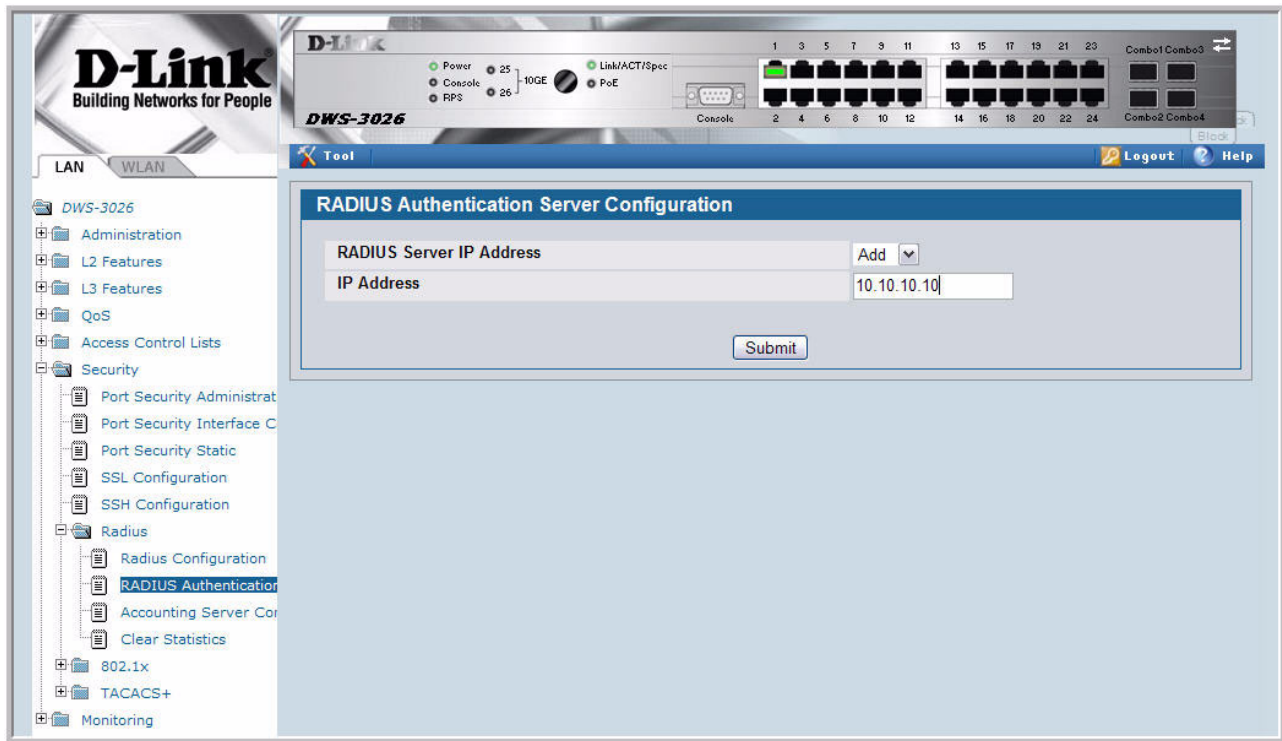 D-Link
Building Networks for People
LAN WLAN
DWS-3026
Administration
L2 Features
L3 Features
QoS
Access Control Lists
Security
Port Security Administrat
Port Security Interface C
Port Security Static
SSL Configuration
SSH Configuration
Radius
Radius Configuration
RADIUS Authentication
Accounting Server Con
Clear Statistics
802.1x
TACACS+
Monitoring
D-Link
1 3 5 7 9 11 13 15 17 19 21 23 Combo1 Combo3
Power 25 10GE Link/ACT/Spec
Console 26 PoE
RPS
DWS-3026
Console 2 4 6 8 10 12 14 16 18 20 22 24 Combo2 Combo4
Block
Tool Logout Help
RADIUS Authentication Server Configuration
RADIUS Server IP Address Add
IP Address 10.10.10.10
Submit